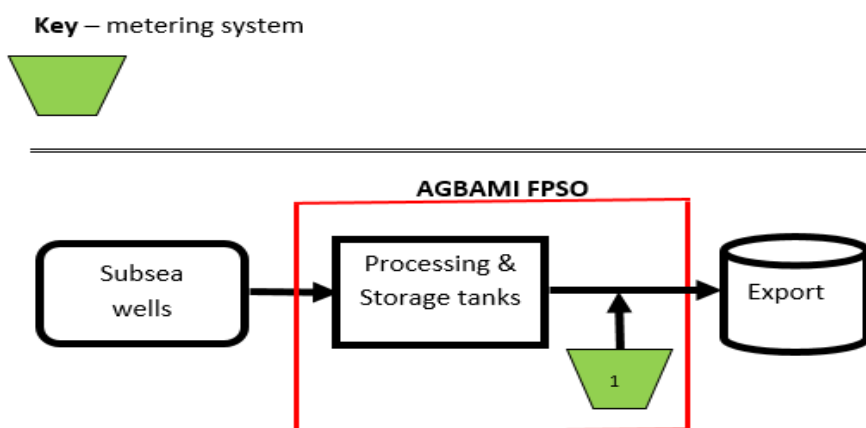 Key – metering system
AGBAMI FPSO
Subsea
wells
Processing &
Storage tanks
Export
1